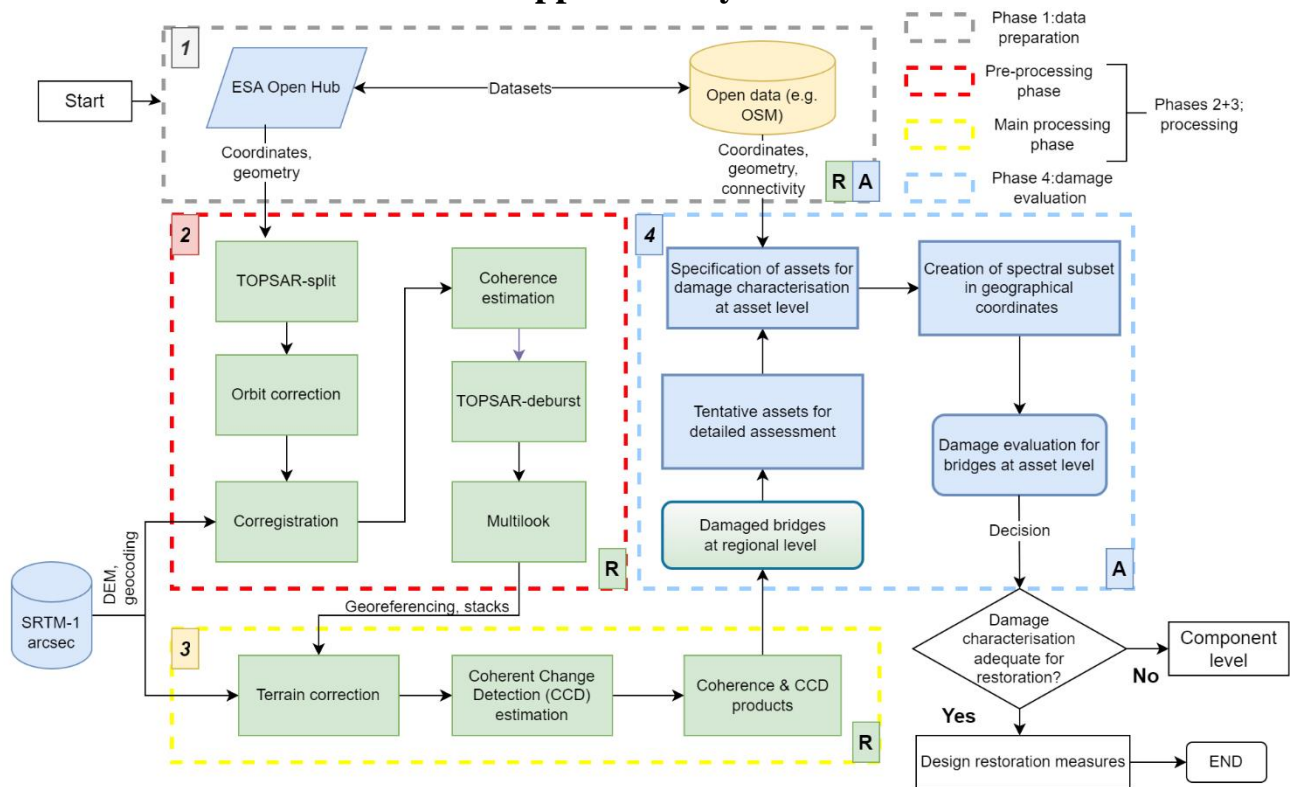 1
Start
ESA Open Hub
Datasets
Open data (e.g.
OSM)
Coordinates,
geometry
Coordinates,
geometry,
connectivity
R
A
Phase 1:data
preparation
Pre-processing
phase
Main processing
phase
Phases 2+3;
processing
Phase 4:damage
evaluation
2
TOPSAR-split
Orbit correction
Corregistration
Coherence
estimation
TOPSAR-deburst
Multilook
R
DEM,
geocoding
SRTM-1
arcsec
Georeferencing, stacks
3
Terrain correction
Coherent Change
Detection (CCD)
estimation
Coherence & CCD
products
R
4
Specification of assets for
damage characterisation
at asset level
Creation of spectral subset
in geographical
coordinates
Tentative assets for
detailed assessment
Damaged bridges
at regional level
Damage evaluation for
bridges at asset level
Decision
A
Damage
characterisation
adequate for
restoration?
No
Component
level
Yes
Design restoration measures
END